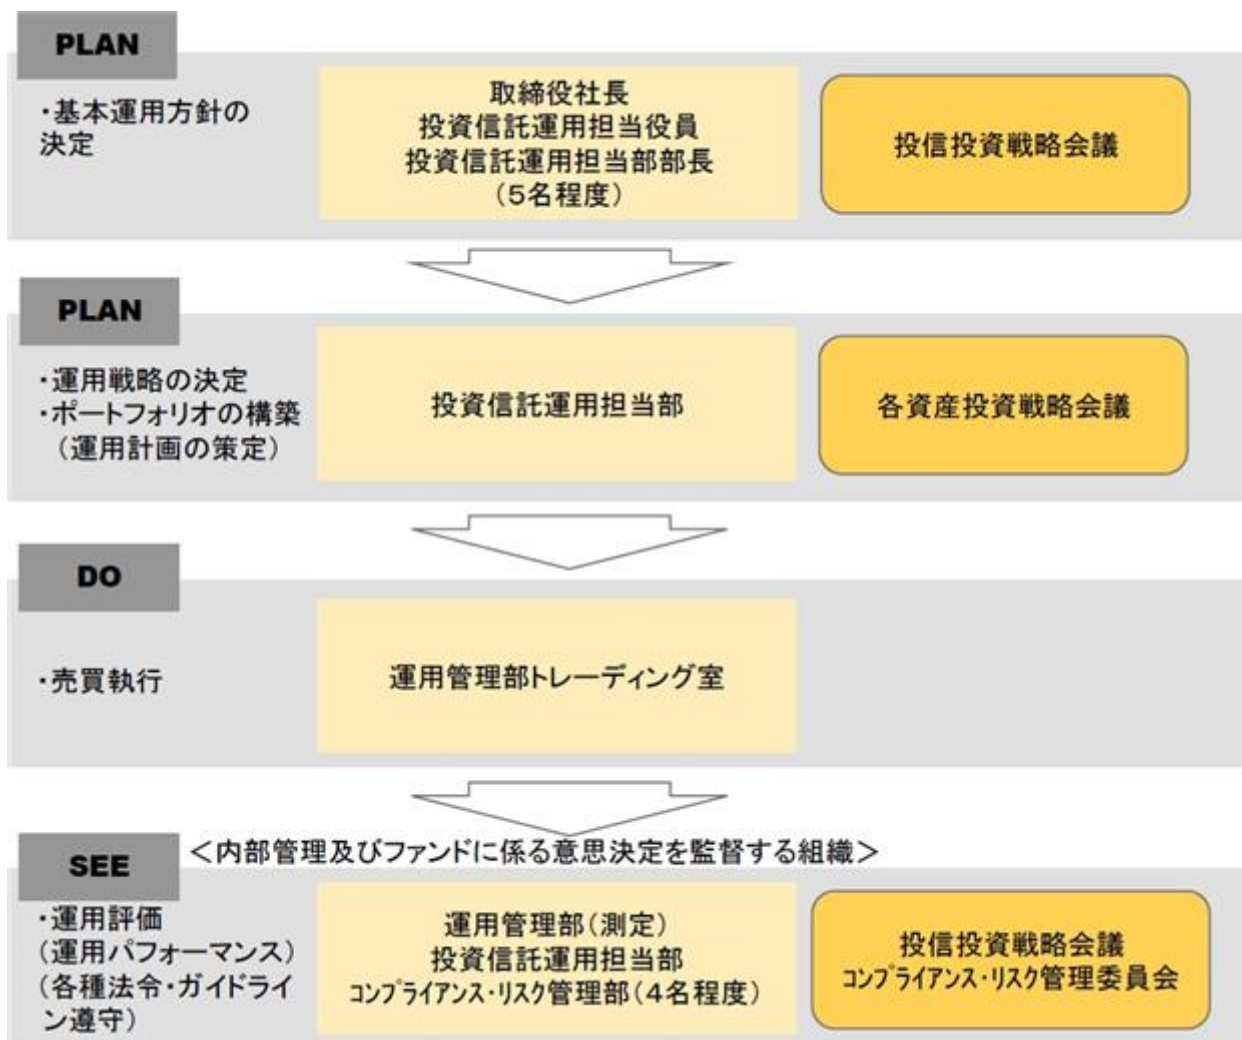 PLAN
・基本運用方針の
決定
取締役社長
投資信託運用担当役員
投資信託運用担当部部長
（５名程度）
投信投資戦略会議
PLAN
・運用戦略の決定
・ポートフォリオの構築
（運用計画の策定）
投資信託運用担当部
各資産投資戦略会議
DO
・売買執行
運用管理部トレーディング室
SEE
＜内部管理及びファンドに係る意思決定を監督する組織＞
・運用評価
（運用パフォーマンス）
（各種法令・ガイドライ
ン遵守）
運用管理部（測定）
投資信託運用担当部
ｺﾝﾌﾟﾗｲｱﾝｽ･ﾘｽｸ管理部（４名程度）
投信投資戦略会議
ｺﾝﾌﾟﾗｲｱﾝｽ･ﾘｽｸ管理委員会